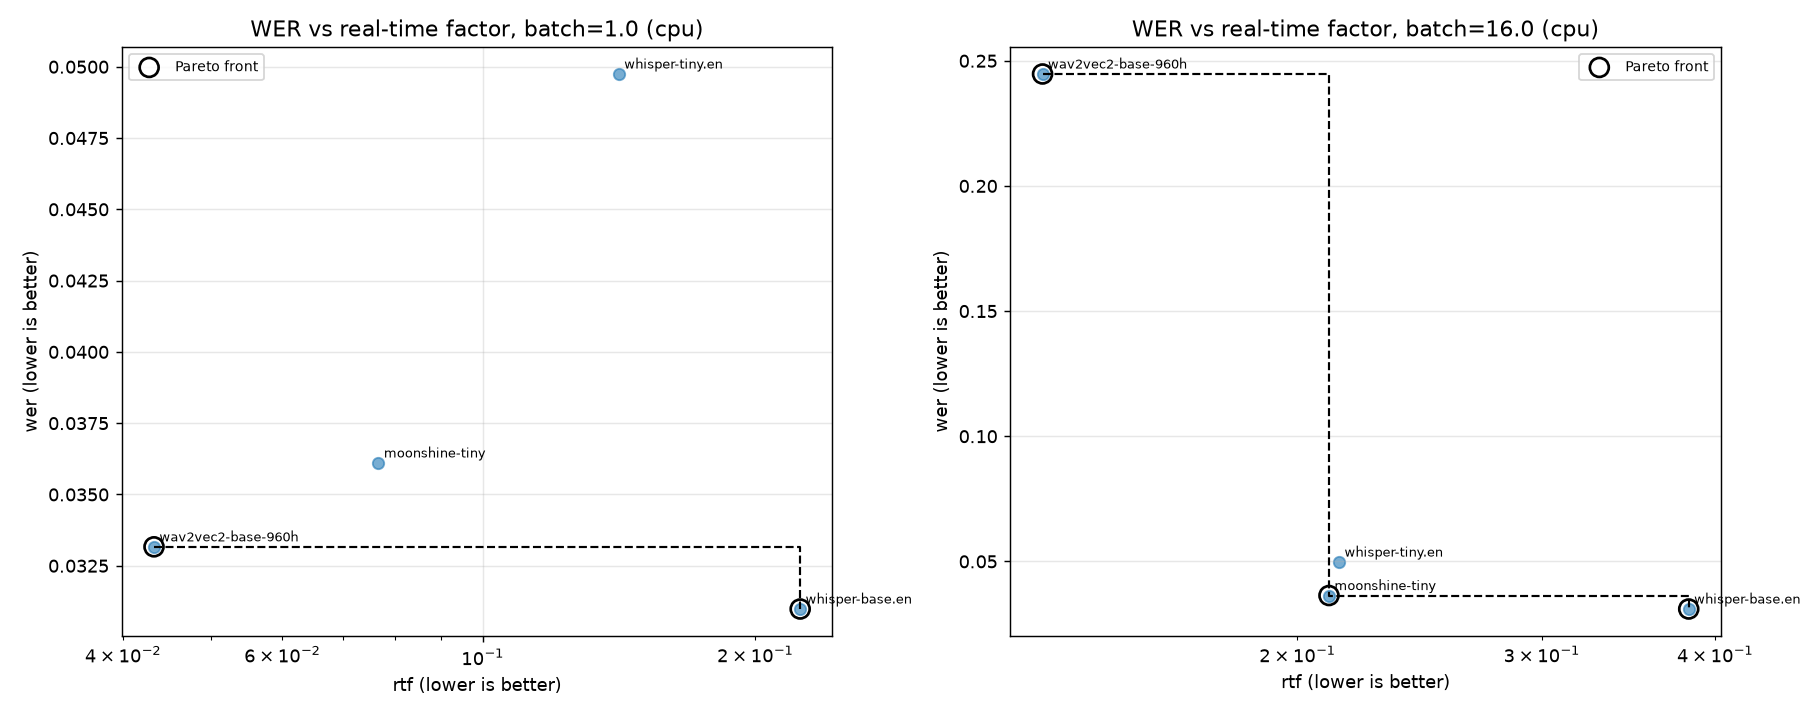 WER vs real-time factor, batch=1.0 (cpu)
Pareto front
whisper-tiny.en
moonshine-tiny
wav2vec2-base-960h
whisper-base.en
0.0500
0.0475
0.0450
0.0425
0.0400
0.0375
0.0350
0.0325
wer (lower is better)
4 × 10⁻²
6 × 10⁻²
10⁻¹
2 × 10⁻¹
rtf (lower is better)
WER vs real-time factor, batch=16.0 (cpu)
Pareto front
wav2vec2-base-960h
whisper-tiny.en
moonshine-tiny
whisper-base.en
0.25
0.20
0.15
0.10
0.05
wer (lower is better)
2 × 10⁻¹
3 × 10⁻¹
4 × 10⁻¹
rtf (lower is better)